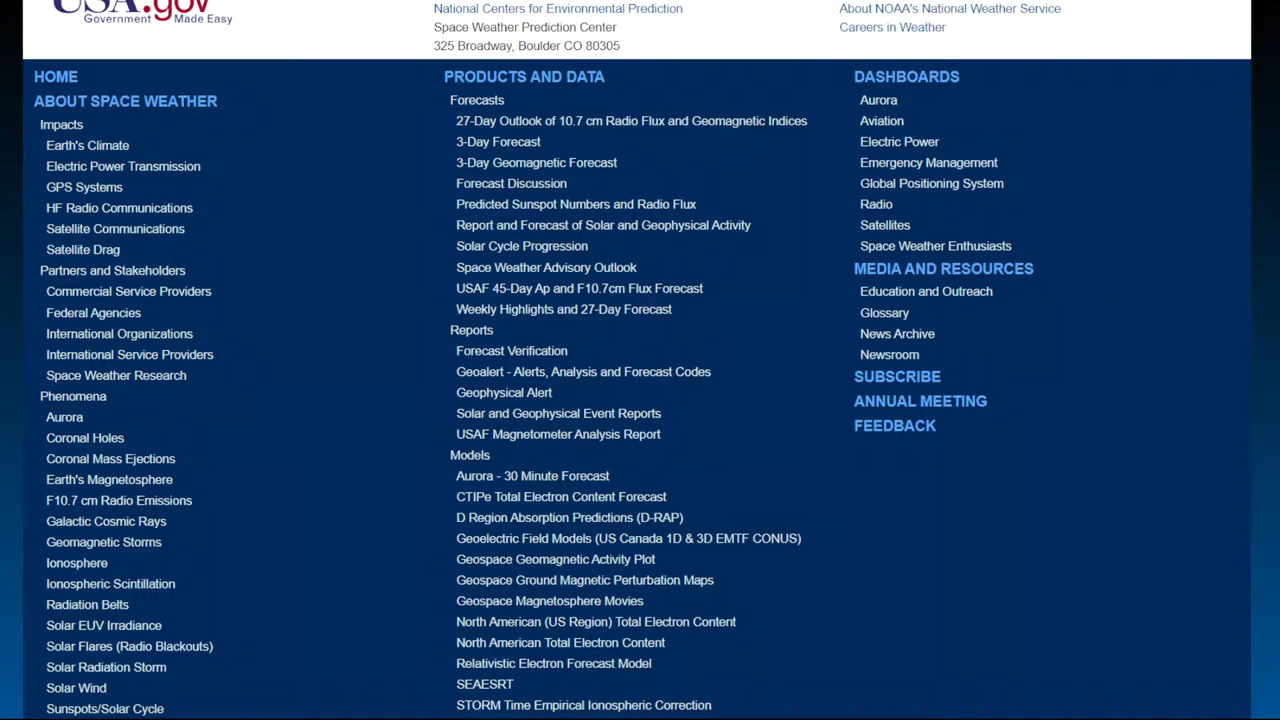 USA.gov
Government Made Easy
National Centers for Environmental Prediction
Space Weather Prediction Center
325 Broadway, Boulder CO 80305
About NOAA's National Weather Service
Careers in Weather
HOME
ABOUT SPACE WEATHER
Impacts
Earth's Climate
Electric Power Transmission
GPS Systems
HF Radio Communications
Satellite Communications
Satellite Drag
Partners and Stakeholders
Commercial Service Providers
Federal Agencies
International Organizations
International Service Providers
Space Weather Research
Phenomena
Aurora
Coronal Holes
Coronal Mass Ejections
Earth's Magnetosphere
F10.7 cm Radio Emissions
Galactic Cosmic Rays
Geomagnetic Storms
Ionosphere
Ionospheric Scintillation
Radiation Belts
Solar EUV Irradiance
Solar Flares (Radio Blackouts)
Solar Radiation Storm
Solar Wind
Sunspots/Solar Cycle
PRODUCTS AND DATA
Forecasts
27-Day Outlook of 10.7 cm Radio Flux and Geomagnetic Indices
3-Day Forecast
3-Day Geomagnetic Forecast
Forecast Discussion
Predicted Sunspot Numbers and Radio Flux
Report and Forecast of Solar and Geophysical Activity
Solar Cycle Progression
Space Weather Advisory Outlook
USAF 45-Day Ap and F10.7cm Flux Forecast
Weekly Highlights and 27-Day Forecast
Reports
Forecast Verification
Geoalert - Alerts, Analysis and Forecast Codes
Geophysical Alert
Solar and Geophysical Event Reports
USAF Magnetometer Analysis Report
Models
Aurora - 30 Minute Forecast
CTIPe Total Electron Content Forecast
D Region Absorption Predictions (D-RAP)
Geoelectric Field Models (US Canada 1D & 3D EMTF CONUS)
Geospace Geomagnetic Activity Plot
Geospace Ground Magnetic Perturbation Maps
Geospace Magnetosphere Movies
North American (US Region) Total Electron Content
North American Total Electron Content
Relativistic Electron Forecast Model
SEAESRT
STORM Time Empirical Ionospheric Correction
DASHBOARDS
Aurora
Aviation
Electric Power
Emergency Management
Global Positioning System
Radio
Satellites
Space Weather Enthusiasts
MEDIA AND RESOURCES
Education and Outreach
Glossary
News Archive
Newsroom
SUBSCRIBE
ANNUAL MEETING
FEEDBACK